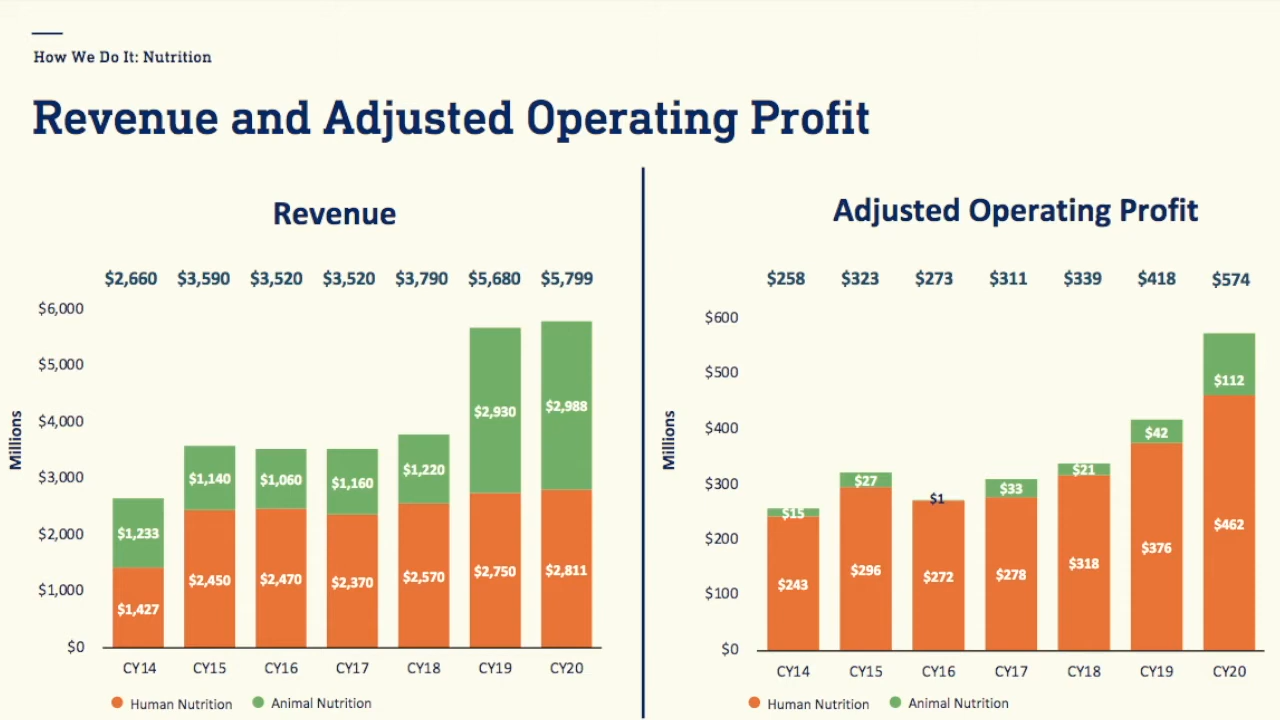 How We Do It: Nutrition
Revenue and Adjusted Operating Profit
Revenue
$2,660 $3,590 $3,520 $3,520 $3,790 $5,680 $5,799
Millions
$6,000
$5,000
$4,000
$3,000
$2,000
$1,000
$0
$1,233 $1,140 $1,060 $1,160 $1,220 $2,930 $2,988
$1,427 $2,450 $2,470 $2,370 $2,570 $2,750 $2,811
CY14 CY15 CY16 CY17 CY18 CY19 CY20
Human Nutrition Animal Nutrition
Adjusted Operating Profit
$258 $323 $273 $311 $339 $418 $574
Millions
$600
$500
$400
$300
$200
$100
$0
$15 $27 $1 $33 $21 $42 $112
$243 $296 $272 $278 $318 $376 $462
CY14 CY15 CY16 CY17 CY18 CY19 CY20
Human Nutrition Animal Nutrition